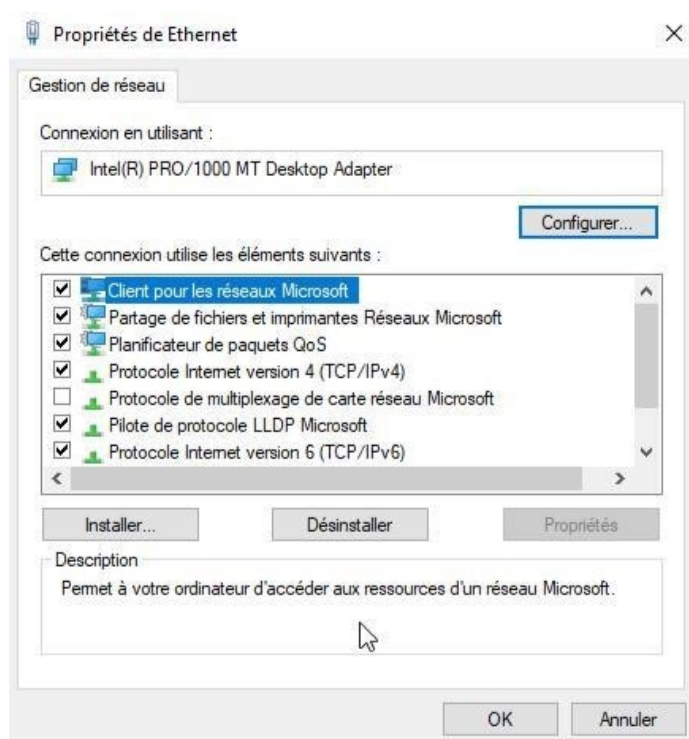 Propriétés de Ethernet
Gestion de réseau
Connexion en utilisant :
Intel(R) PRO/1000 MT Desktop Adapter
Configurer...
Cette connexion utilise les éléments suivants :
Client pour les réseaux Microsoft
Partage de fichiers et imprimantes Réseaux Microsoft
Planificateur de paquets QoS
Protocole Internet version 4 (TCP/IPv4)
Protocole de multiplexage de carte réseau Microsoft
Pilote de protocole LLDP Microsoft
Protocole Internet version 6 (TCP/IPv6)
Installer... Désinstaller Propriétés
Description
Permet à votre ordinateur d'accéder aux ressources d'un réseau Microsoft.
OK Annuler